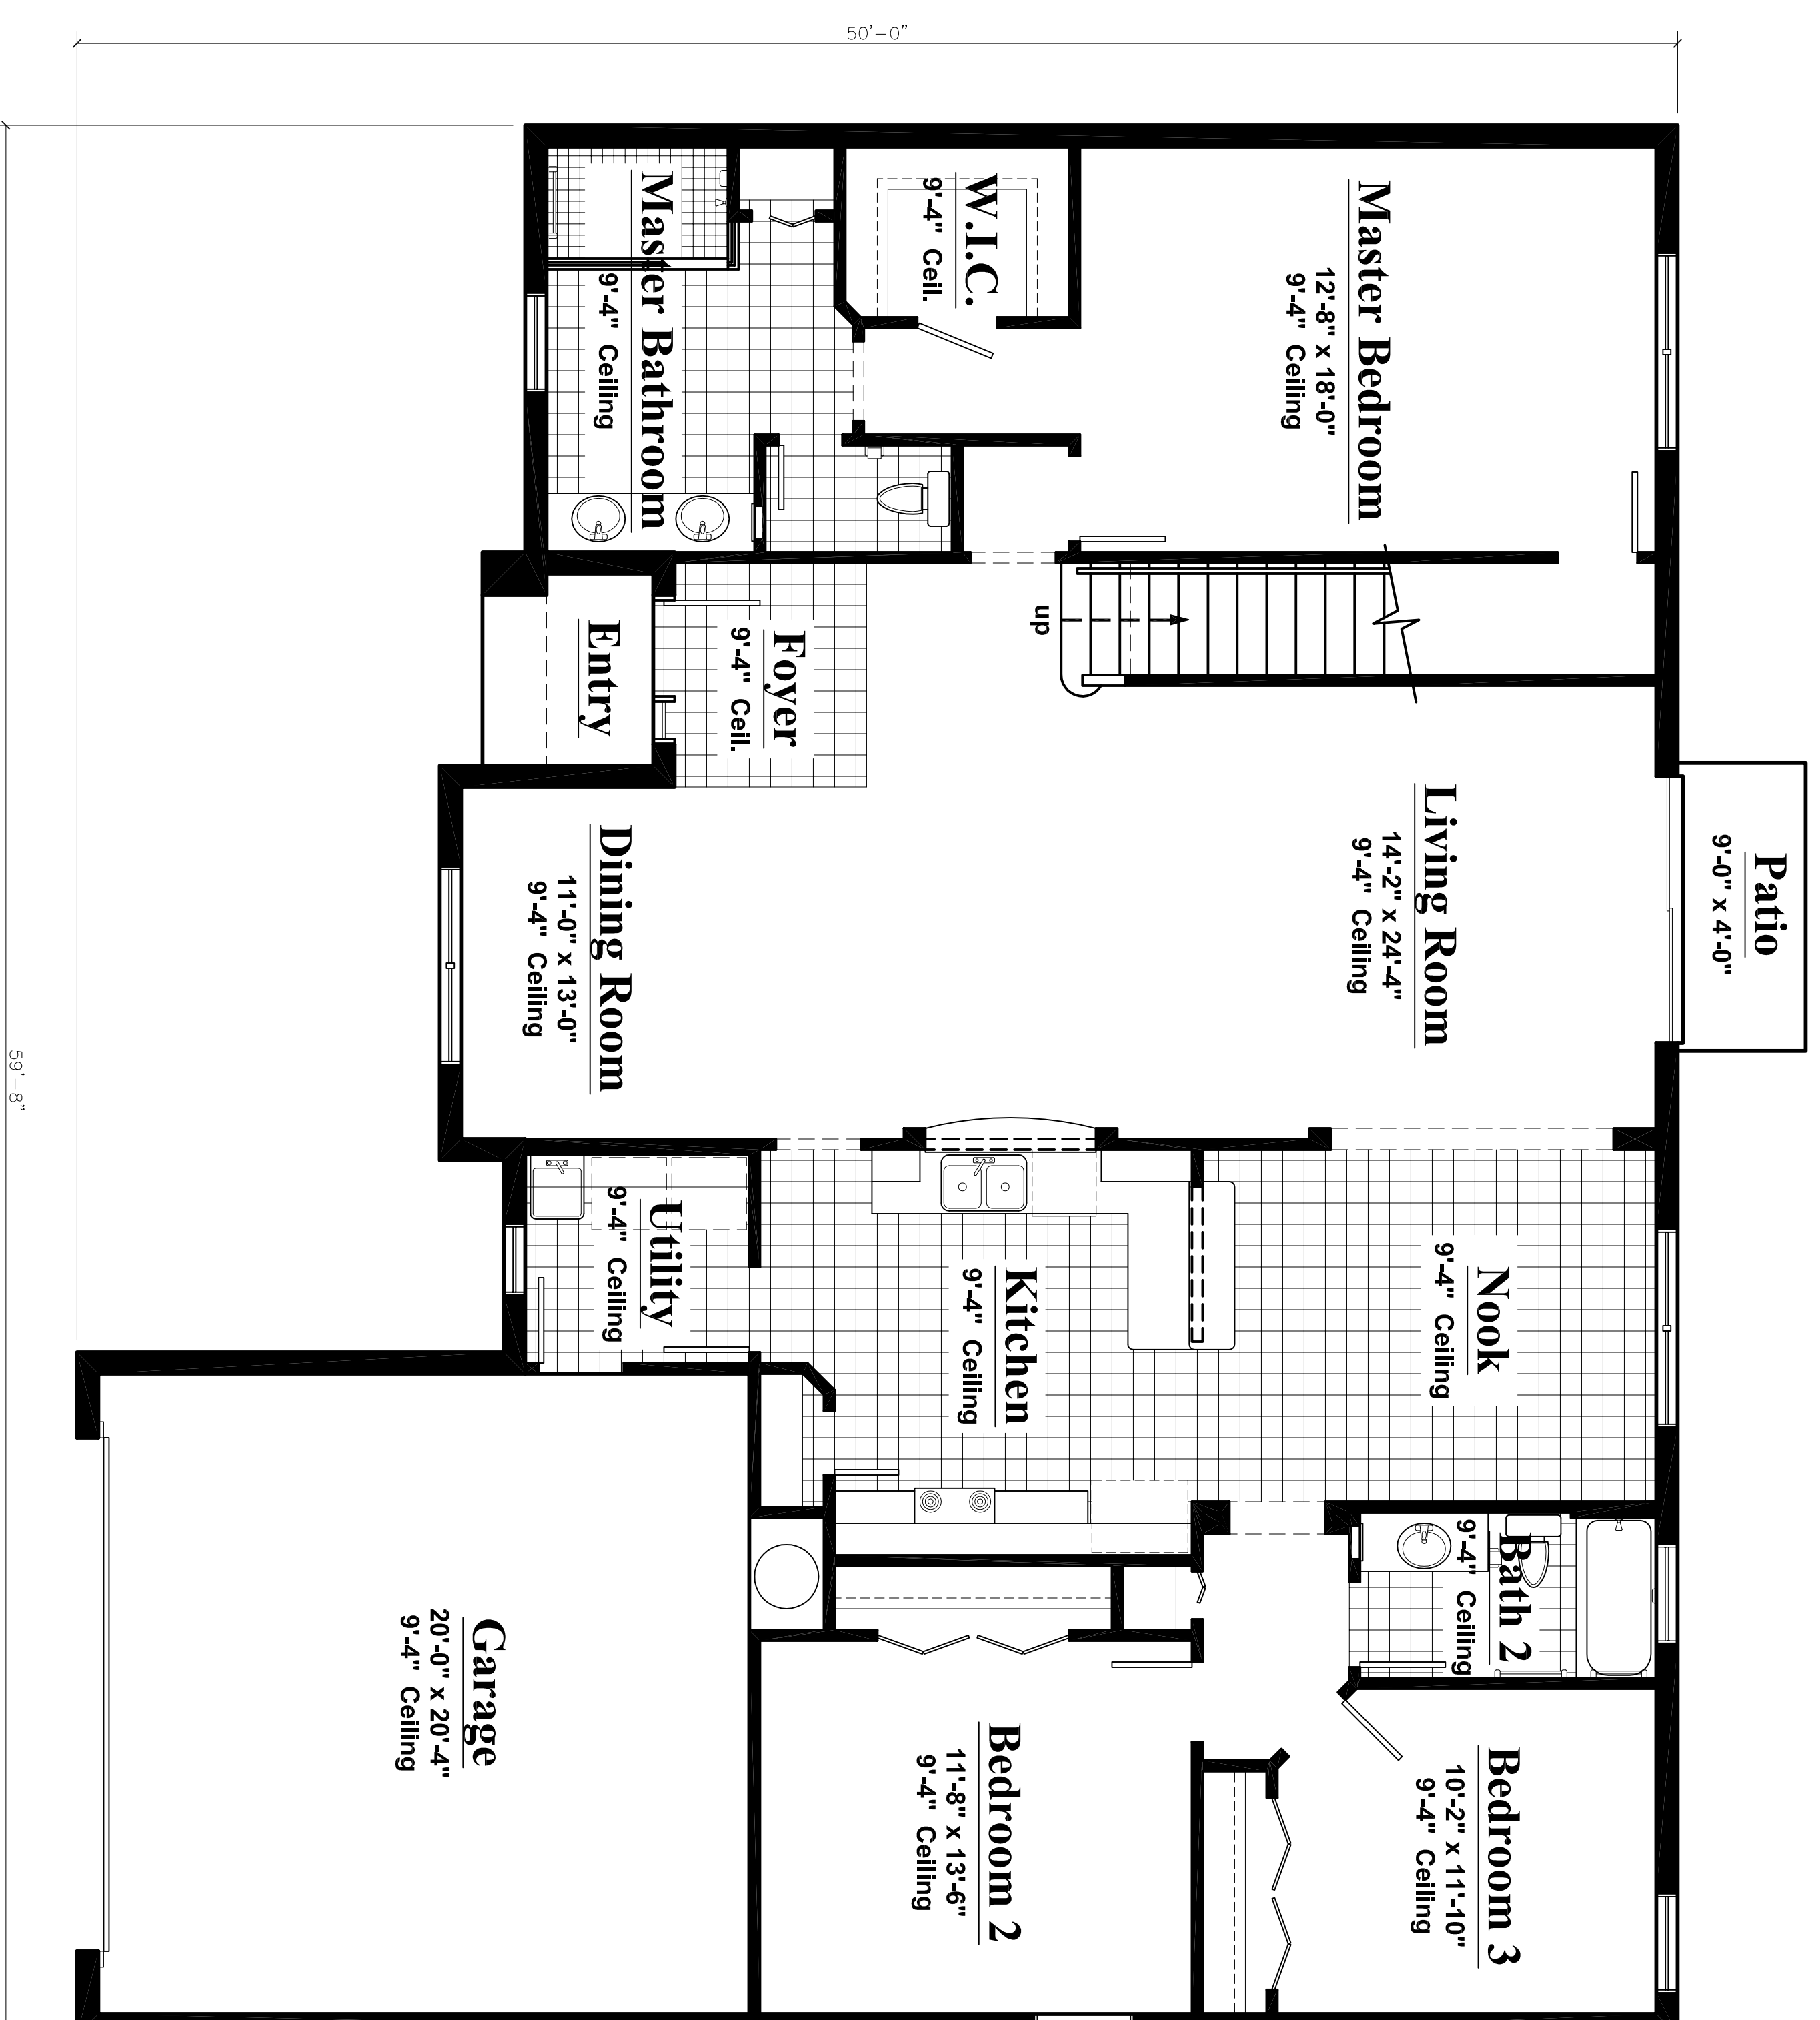 50'-0"
59'-8"
Patio
9'-0" x 4'-0"
Master Bedroom
12'-8" x 18'-0"
9'-4" Ceiling
Living Room
14'-2" x 24'-4"
9'-4" Ceiling
Nook
9'-4" Ceiling
Bath 2
9'-4" Ceiling
Bedroom 3
10'-2" x 11'-10"
9'-4" Ceiling
W.I.C.
9'-4" Ceil.
up
Kitchen
9'-4" Ceiling
Bedroom 2
11'-8" x 13'-6"
9'-4" Ceiling
Master Bathroom
9'-4" Ceiling
Foyer
9'-4" Ceil.
Entry
Dining Room
11'-0" x 13'-0"
9'-4" Ceiling
Utility
9'-4" Ceiling
Garage
20'-0" x 20'-4"
9'-4" Ceiling